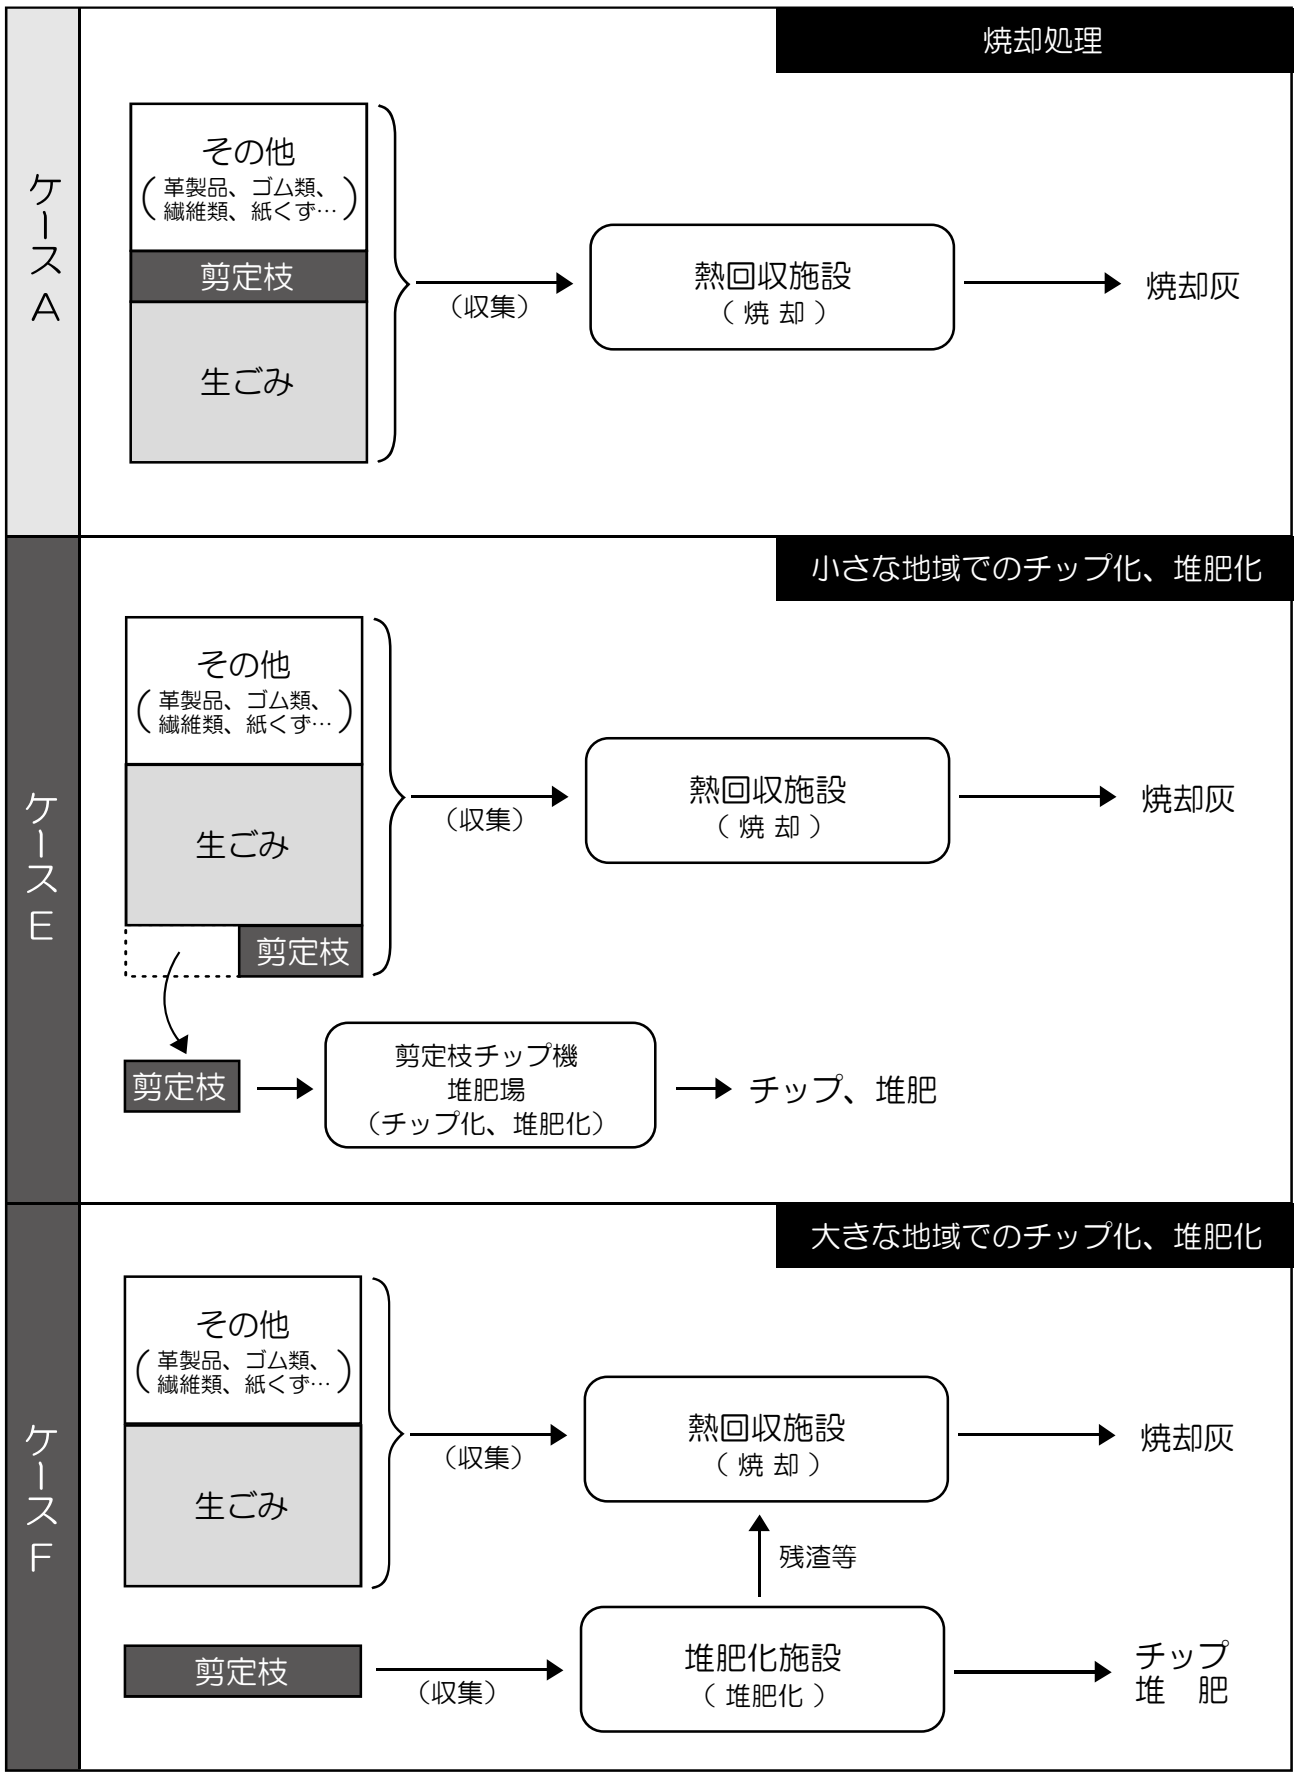 ケースA
焼却処理
その他
(革製品、ゴム類、
繊維類、紙くず…)
剪定枝
生ごみ
(収集)
熱回収施設
(焼却)
焼却灰
ケースE
小さな地域でのチップ化、堆肥化
その他
(革製品、ゴム類、
繊維類、紙くず…)
生ごみ
剪定枝
(収集)
熱回収施設
(焼却)
焼却灰
剪定枝
剪定枝チップ機
堆肥場
(チップ化、堆肥化)
チップ、堆肥
ケースF
大きな地域でのチップ化、堆肥化
その他
(革製品、ゴム類、
繊維類、紙くず…)
生ごみ
(収集)
熱回収施設
(焼却)
焼却灰
残渣等
剪定枝
(収集)
堆肥化施設
(堆肥化)
チップ
堆 肥